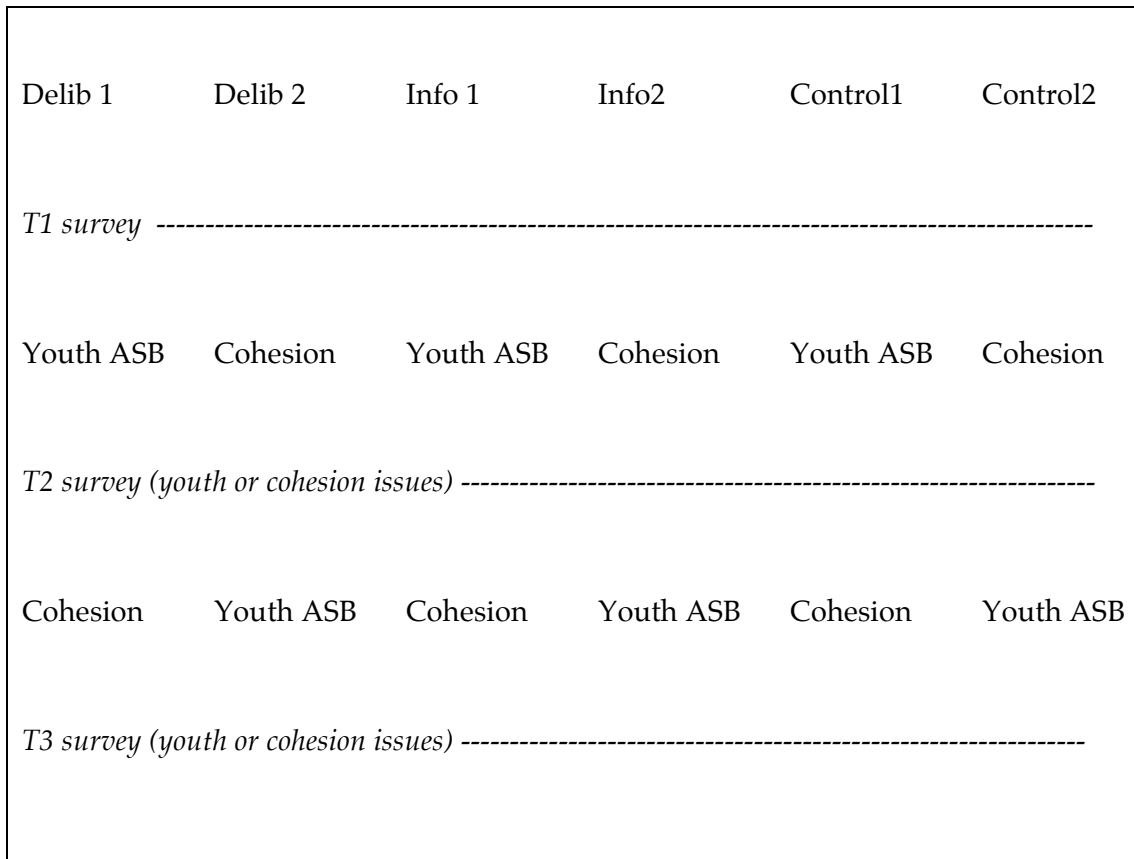 Delib 1 Delib 2 Info 1 Info2 Control1 Control2
T1 survey ------------------------------------------------------------------------------------------------
Youth ASB Cohesion Youth ASB Cohesion Youth ASB Cohesion
T2 survey (youth or cohesion issues) -----------------------------------------------------------------
Cohesion Youth ASB Cohesion Youth ASB Cohesion Youth ASB
T3 survey (youth or cohesion issues) ----------------------------------------------------------------